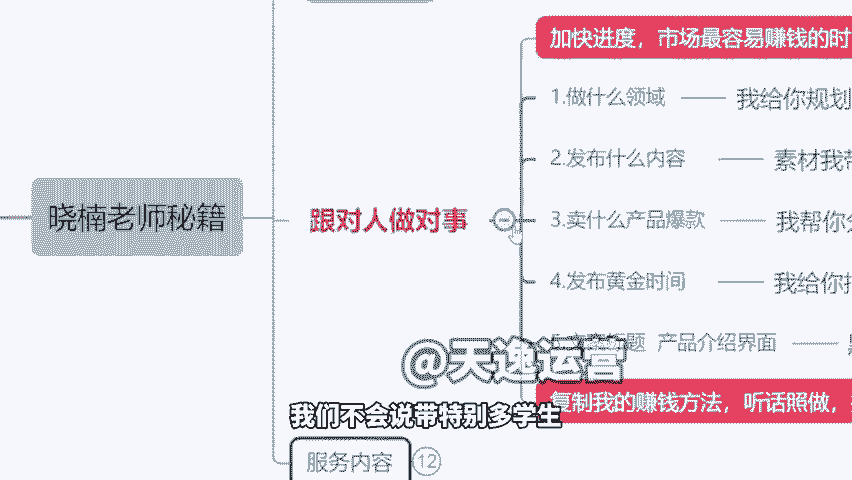 加快进度，市场最容易赚钱的时
1.做什么领域 我给你规划
2.发布什么内容 素材我带
晓楠老师秘籍
跟对人做对事
3.卖什么产品爆款 我帮你
4.发布黄金时间 我给你
标题 产品介绍界面
@天逸运营
复制我的赚钱方法，听话照做，
我们不会说带特别多学生
服务内容 12